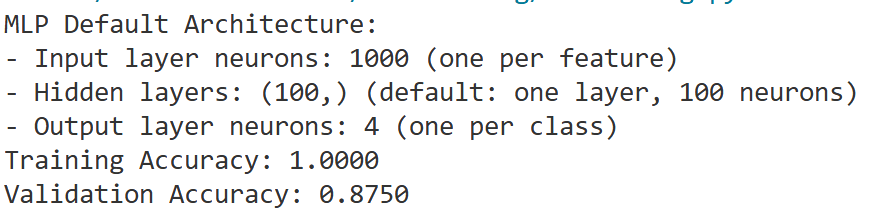 MLP Default Architecture:
- Input layer neurons: 1000 (one per feature)
- Hidden layers: (100,) (default: one layer, 100 neurons)
- Output layer neurons: 4 (one per class)
Training Accuracy: 1.0000
Validation Accuracy: 0.8750